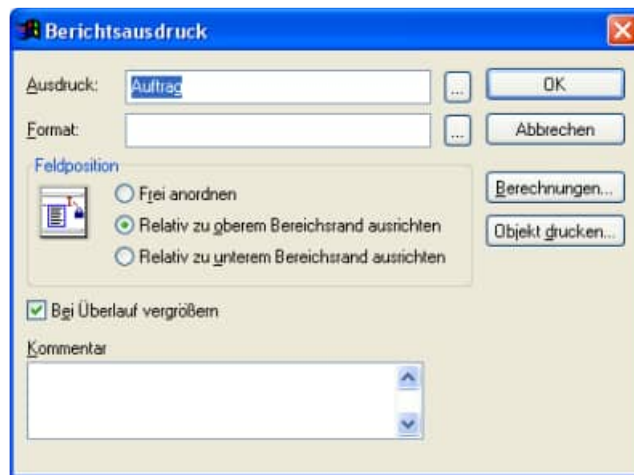 Berichtsausdruck
Ausdruck: Auftrag ... OK
Format: ... Abbrechen
Feldposition
Frei anordnen
Relativ zu oberem Bereichsrand ausrichten
Relativ zu unterem Bereichsrand ausrichten
Berechnungen...
Objekt drucken...
Bei Überlauf vergrößern
Kommentar